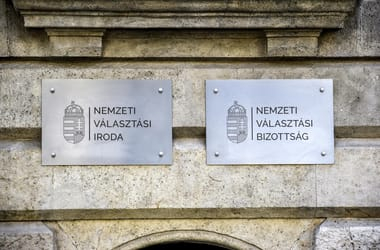 NEMZETI
VÁLASZTÁSI
IRODA
NEMZETI
VÁLASZTÁSI
BIZOTTSÁG